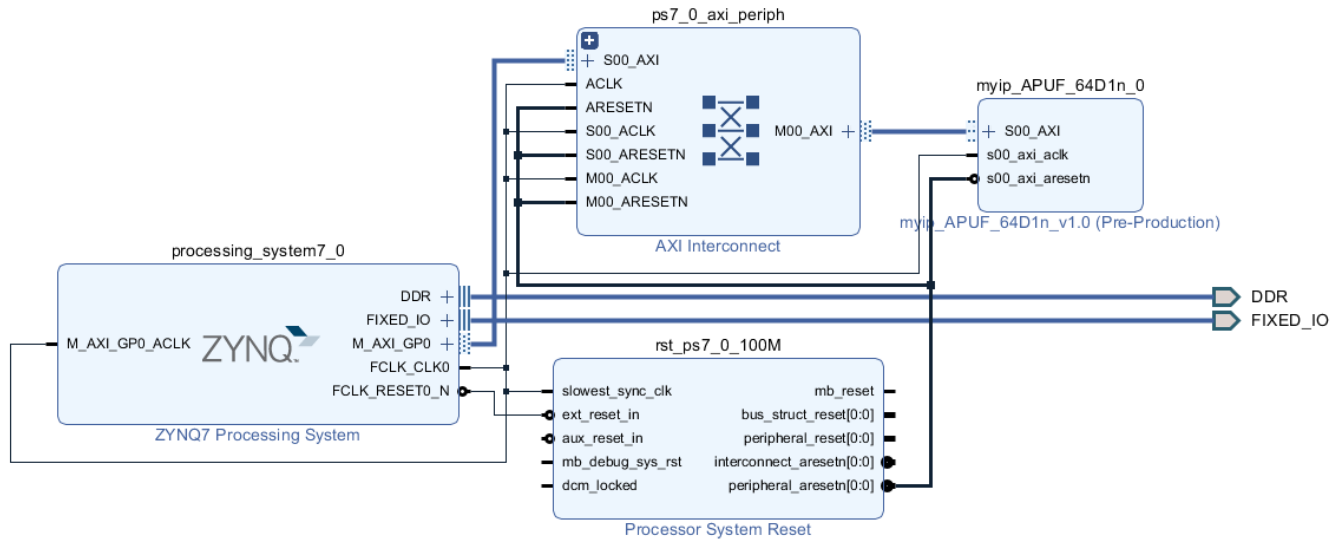 ps7_0_axi_periph
S00_AXI
ACLK
ARESETN
S00_ACLK
S00_ARESETN
M00_ACLK
M00_ARESETN
M00_AXI
AXI Interconnect
myip_APUF_64D1n_0
S00_AXI
s00_axi_aclk
s00_axi_aresetn
myip_APUF_64D1n_v1.0 (Pre-Production)
processing_system7_0
M_AXI_GP0_ACLK
ZYNQ
DDR
FIXED_IO
M_AXI_GP0
FCLK_CLK0
FCLK_RESET0_N
ZYNQ7 Processing System
DDR
FIXED_IO
rst_ps7_0_100M
slowest_sync_clk
ext_reset_in
aux_reset_in
mb_debug_sys_rst
dcm_locked
mb_reset
bus_struct_reset[0:0]
peripheral_reset[0:0]
interconnect_aresetn[0:0]
peripheral_aresetn[0:0]
Processor System Reset